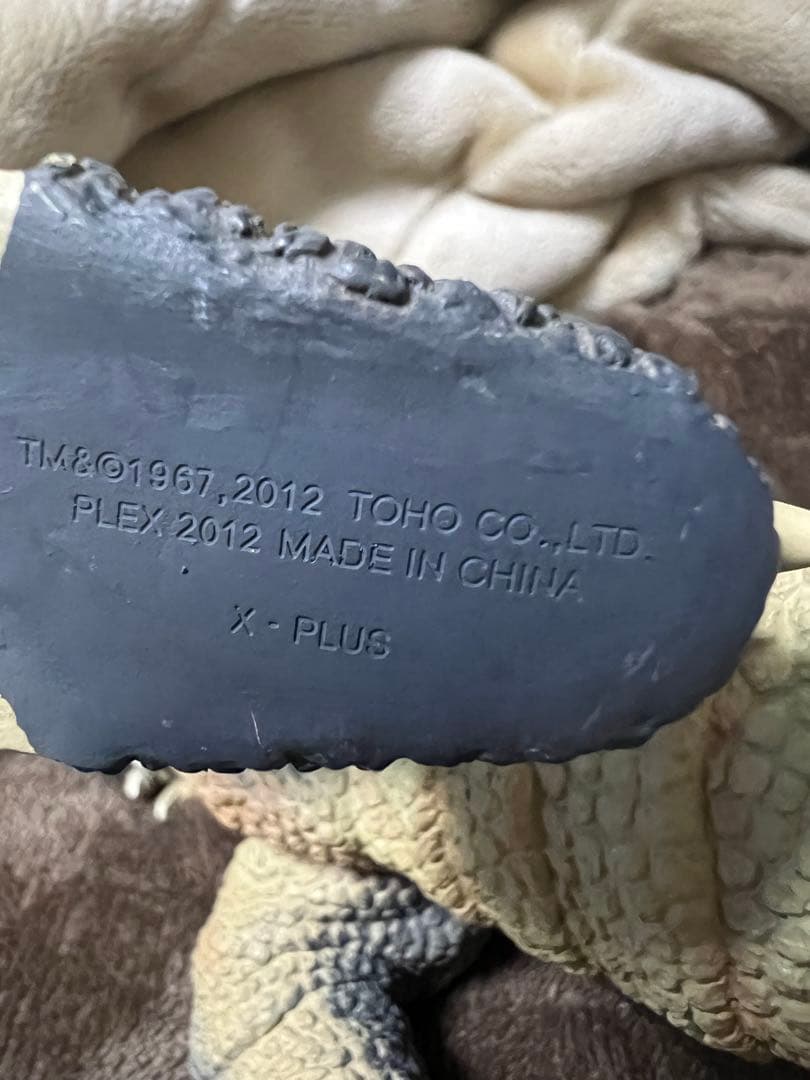 TM&©1967,2012 TOHO CO.,LTD.
PLEX 2012 MADE IN CHINA
X - PLUS